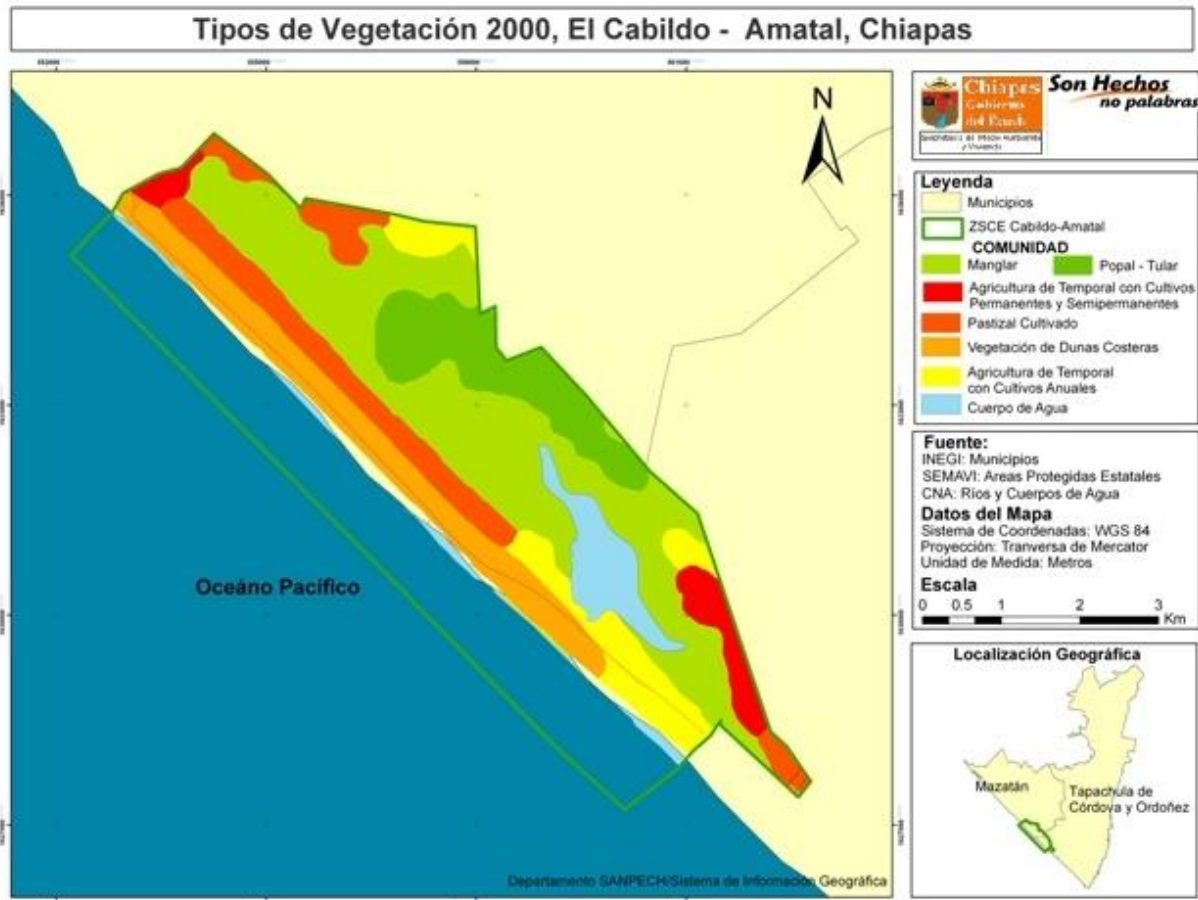 Tipos de Vegetación 2000, El Cabildo - Amatal, Chiapas
N
Oceáno Pacífico
Departamento SANPECH/Sistema de Información Geográfica
Chiapas
Gobierno
del Estado
Son Hechos
no palabras
y Vivienda
Leyenda
Municipios
ZSCE Cabildo-Amatal
COMUNIDAD
Manglar
Popal - Tular
Agricultura de Temporal con Cultivos
Permanentes y Semipermanentes
Pastizal Cultivado
Vegetación de Dunas Costeras
Agricultura de Temporal
con Cultivos Anuales
Cuerpo de Agua
Fuente:
INEGI: Municipios
SEMAVI: Areas Protegidas Estatales
CNA: Rios y Cuerpos de Agua
Datos del Mapa
Sistema de Coordenadas: WGS 84
Proyección: Tranversa de Mercator
Unidad de Medida: Metros
Escala
0 0.5 1 2 3
Km
Localización Geográfica
Mazatán
Tapachula de
Córdova y Ordoñez